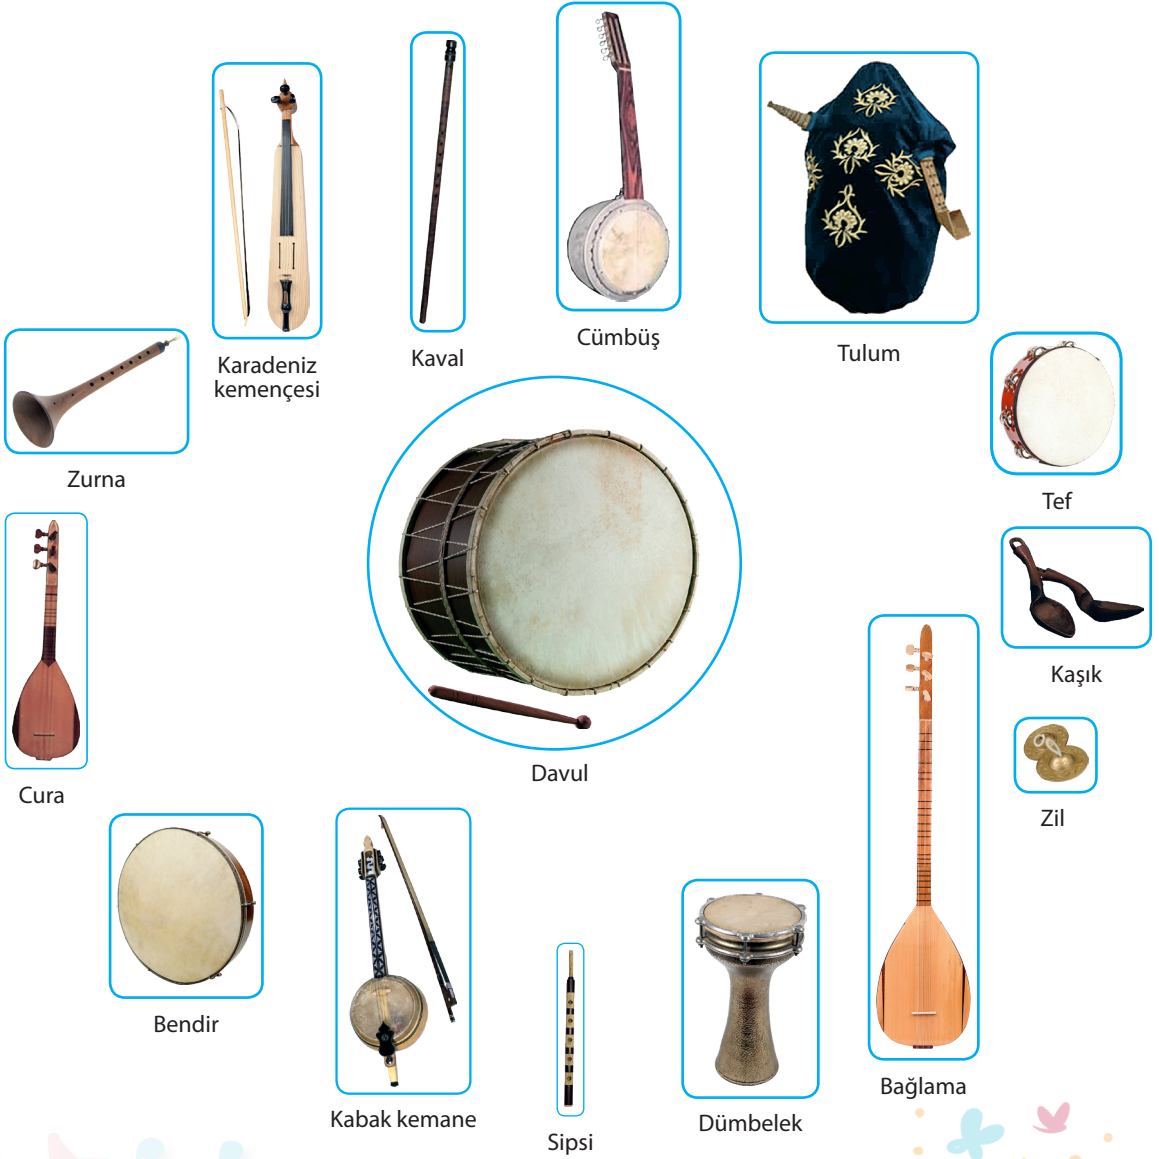 Cümbüş
Tulum
Kaval
Karadeniz
kemençesi
Zurna
Tef
Kaşık
Davul
Cura
Zil
Bendir
Bağlama
Kabak kemane
Dümbelek
Sipsi